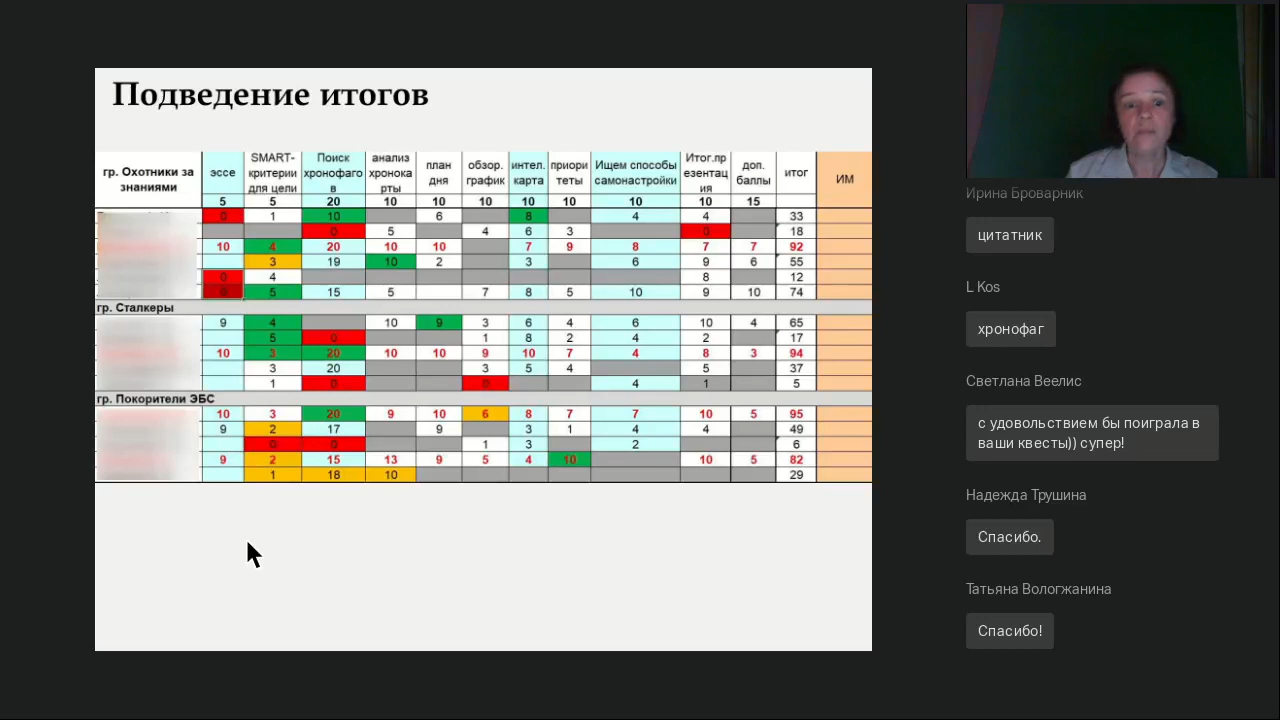 Подведение итогов
гр. Охотники за знаниями эссе SMART-критерии для цели Поиск хронофагов анализ хронокарты план дня обзор. график интел. карта приоритеты Ищем способы самонастройки Итог.презентация доп. баллы итог ИМ
5 5 20 10 10 10 10 10 10 10 15
0 1 10 6 8 4 4 33
0 5 4 6 3 0 18
10 4 20 10 10 7 9 8 7 7 92
3 19 10 2 3 6 9 6 55
0 4 8 12
0 5 15 5 7 8 5 10 9 10 74
гр. Сталкеры
9 4 10 9 3 6 4 6 10 4 65
5 0 1 8 2 4 2 17
10 3 20 10 10 9 10 7 4 8 3 94
3 20 3 5 4 5 37
1 0 0 4 1 5
гр. Покорители ЭБС
10 3 20 9 10 6 8 7 7 10 5 95
9 2 17 9 3 1 4 4 49
0 0 1 3 2 6
9 2 15 13 9 5 4 10 10 5 82
1 18 10 29
Ирина Броварник
цитатник
L Kos
хронофаг
Светлана Веелис
с удовольствием бы поиграла в
ваши квесты)) супер!
Надежда Трушина
Спасибо.
Татьяна Вологжанина
Спасибо!